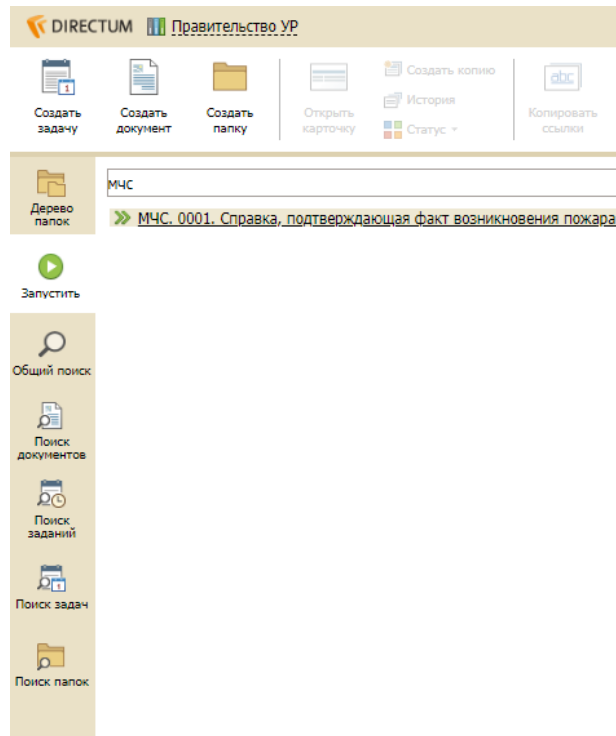 DIRECTUM Правительство УР
Создать задачу
Создать документ
Создать папку
Открыть карточку
Создать копию
История
Статус
abc
Копировать ссылки
Дерево папок
мчс
МЧС. 0001. Справка, подтверждающая факт возникновения пожара
Запустить
Общий поиск
Поиск документов
Поиск заданий
Поиск задач
Поиск папок